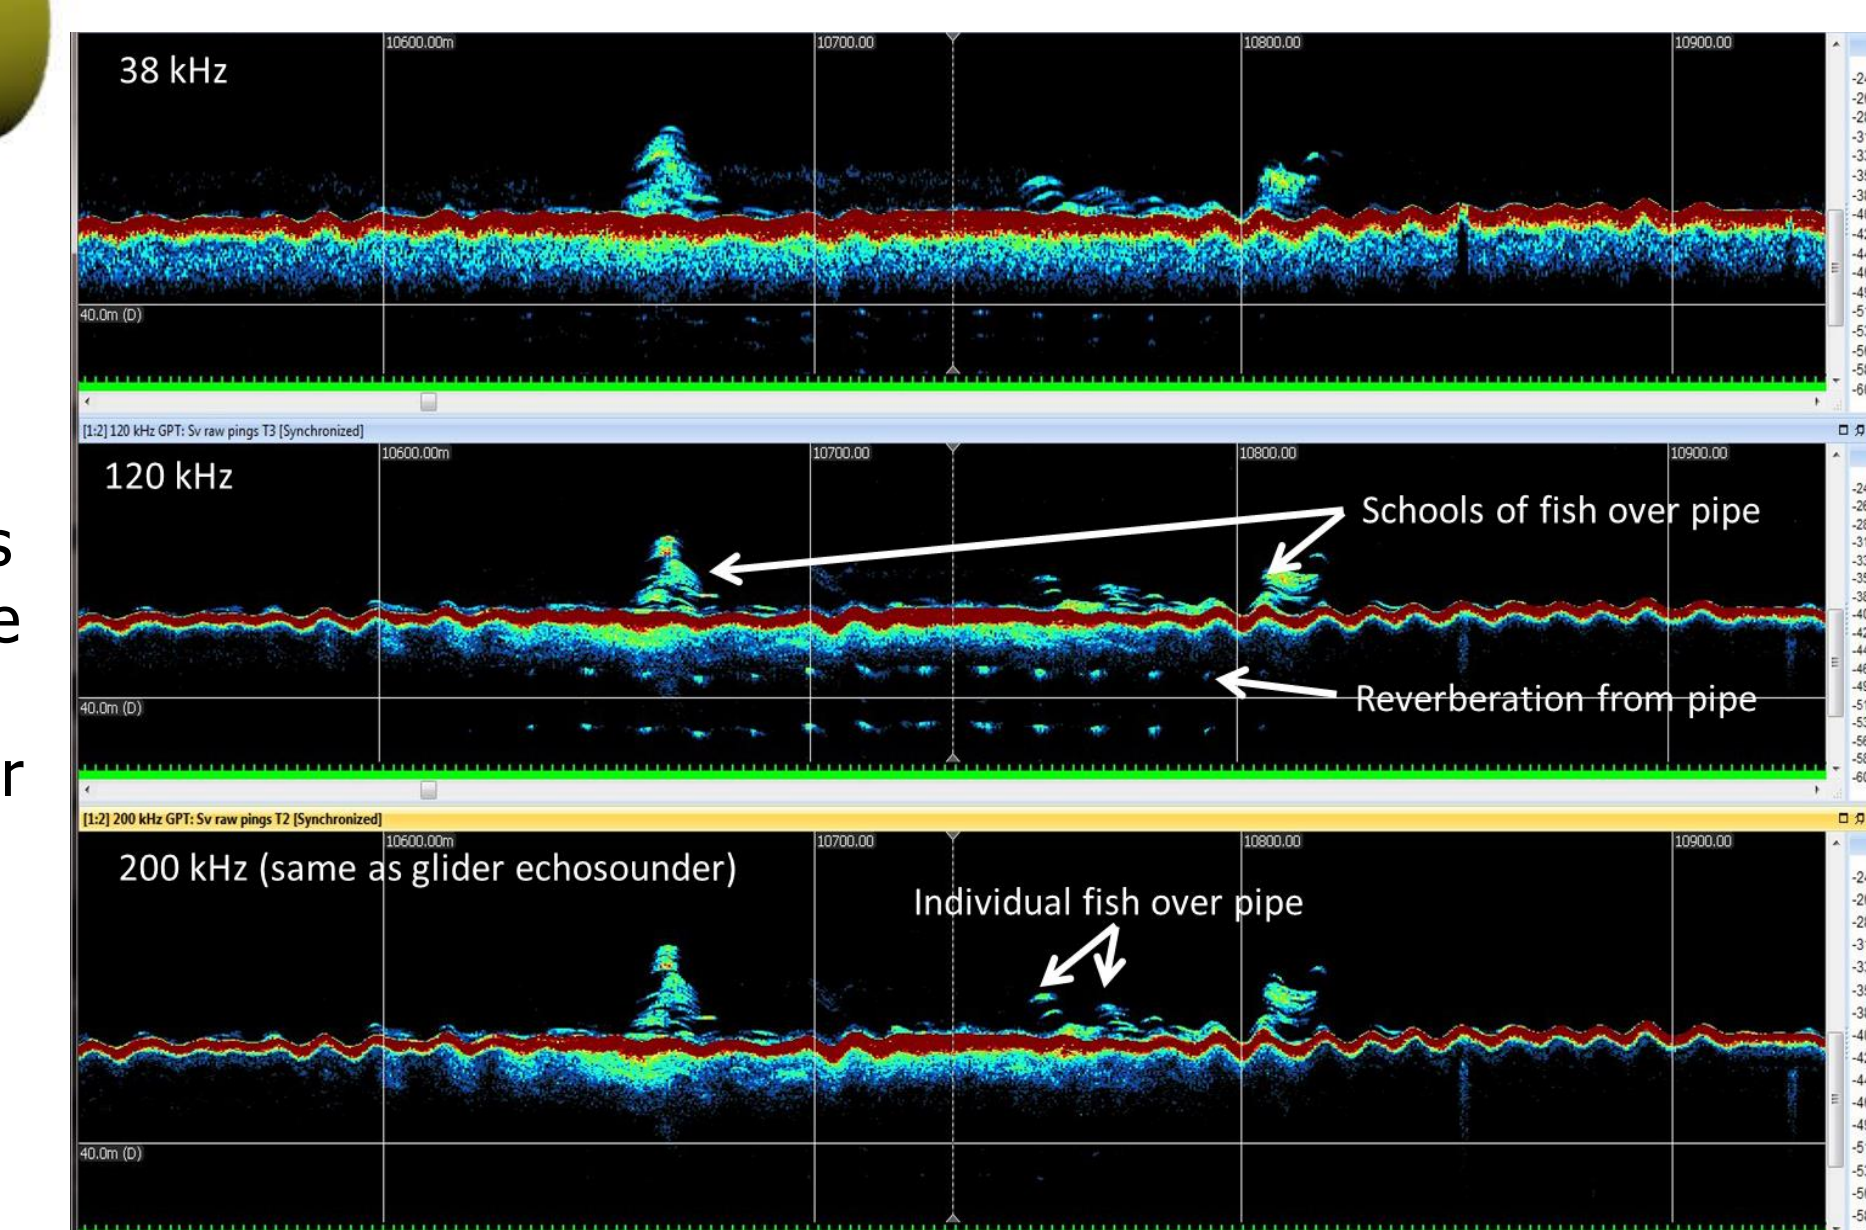 38 kHz
10600.00m 10700.00 10800.00 10900.00
40.0m (D)
[1:2] 120 kHz GPT: Sv raw pings T3 [Synchronized]
10600.00m 10700.00 10800.00 10900.00
120 kHz
Schools of fish over pipe
Reverberation from pipe
40.0m (D)
[1:2] 200 kHz GPT: Sv raw pings T2 [Synchronized]
10600.00m 10700.00 10800.00 10900.00
200 kHz (same as glider echosounder)
Individual fish over pipe
40.0m (D)
s
e
r